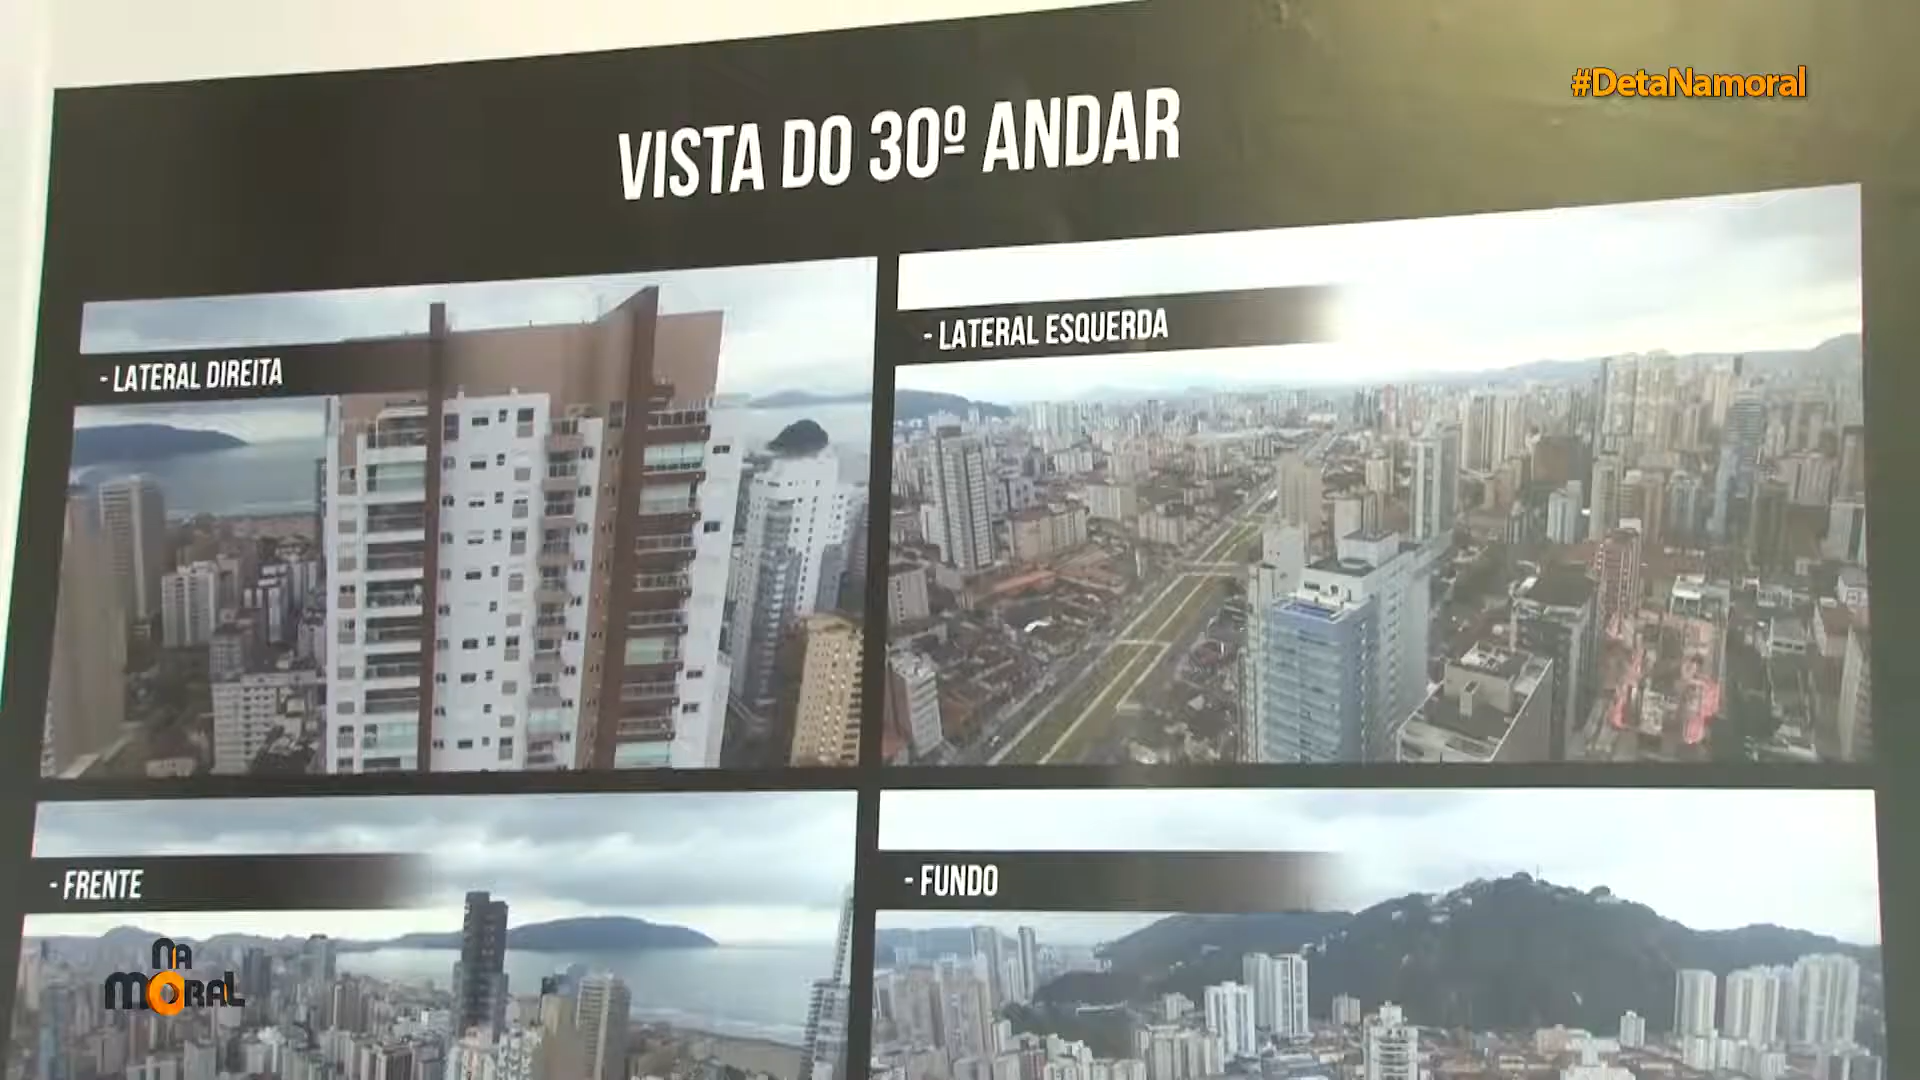 #DetaNamoral
VISTA DO 30º ANDAR
- LATERAL DIREITA
- LATERAL ESQUERDA
- FRENTE
- FUNDO
NA
MORAL